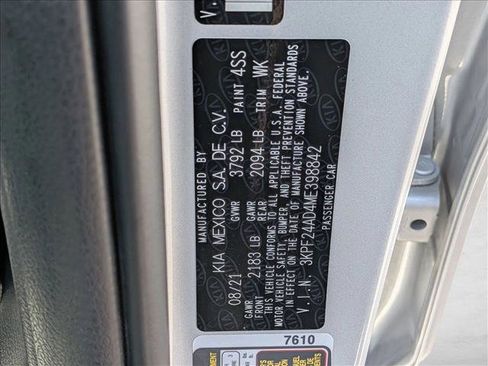 MANUFACTURED BY
KIA MEXICO S.A. DE C.V.
08/21 GVWR 3792 LB PAINT 4SS
GAWR FRONT 2183 LB GAWR REAR 2094 LB TRIM WK
THIS VEHICLE CONFORMS TO ALL APPLICABLE U.S.A. FEDERAL
MOTOR VEHICLE SAFETY, BUMPER, AND THEFT PREVENTION STANDARDS
IN EFFECT ON THE DATE OF MANUFACTURE SHOWN ABOVE.
V.I.N. 3KPF24AD4ME398842
PASSENGER CAR
7610